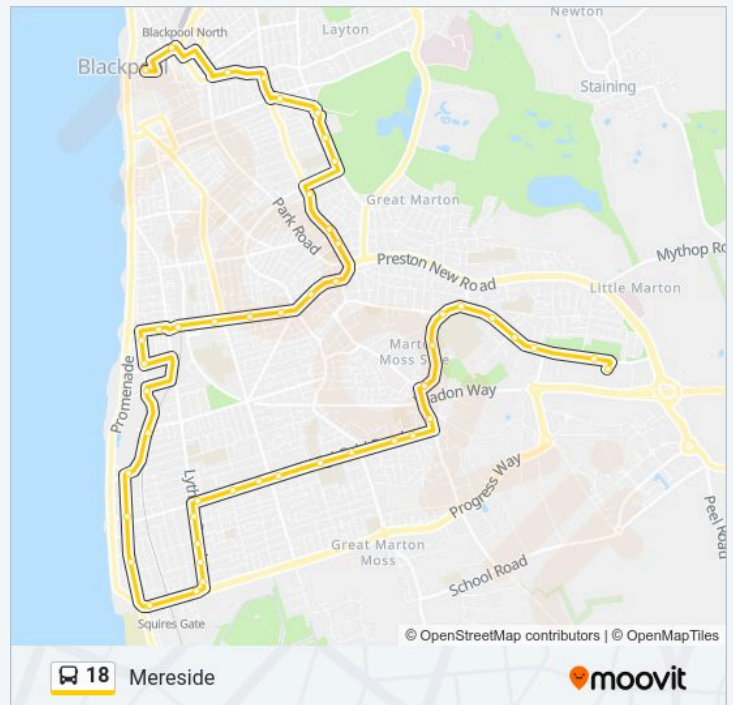 Newton
Blackpool North
Layton
Blackpool
Staining
Great Marton
Park Road
Mythop Ro
Preston New Road
Little Marton
Marton
Moss Side
Promenade
adon Way
Lyth
Progress Way
Peel Road
Great Marton
Moss
School Road
Squires Gate
© OpenStreetMap contributors | © OpenMapTiles
18 Mereside
moovit